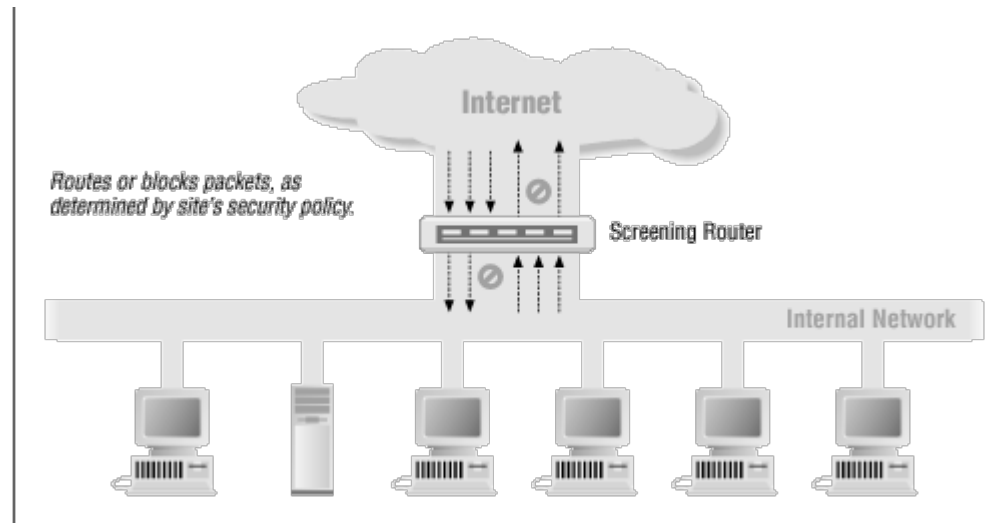 Internet
Routes or blocks packets, as
determined by site's security policy.
Screening Router
Internal Network